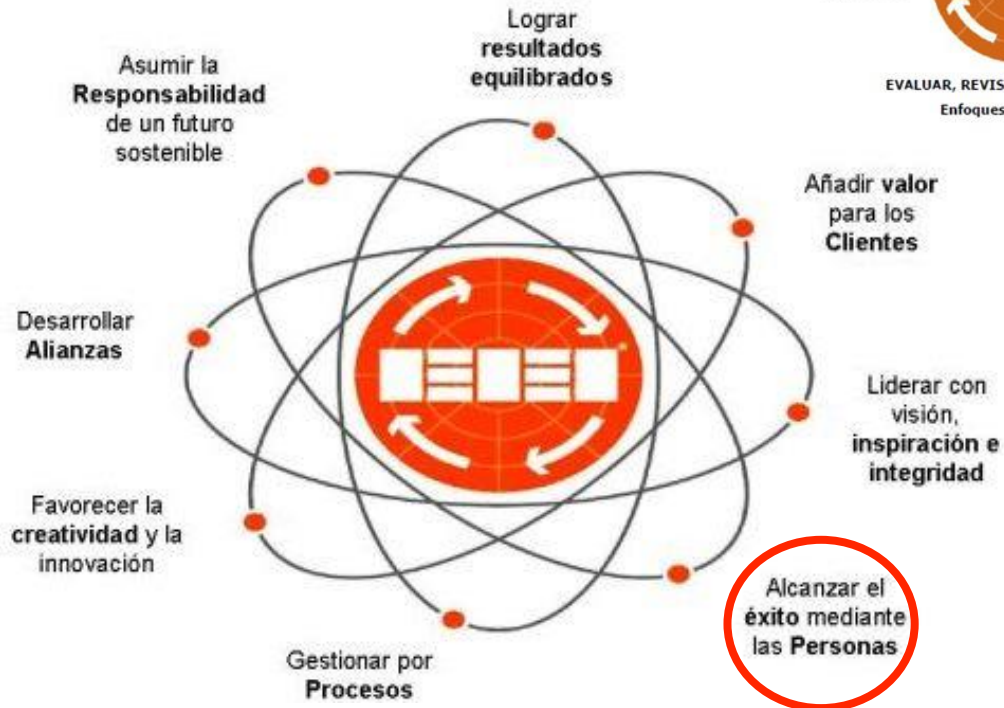 Lograr
resultados
equilibrados
EVALUAR, REVIS
Enfoques
Asumir la
Responsabilidad
de un futuro
sostenible
Añadir valor
para los
Clientes
Desarrollar
Alianzas
Liderar con
visión,
inspiración e
integridad
Favorecer la
creatividad y la
innovación
Alcanzar el
éxito mediante
las Personas
Gestionar por
Procesos